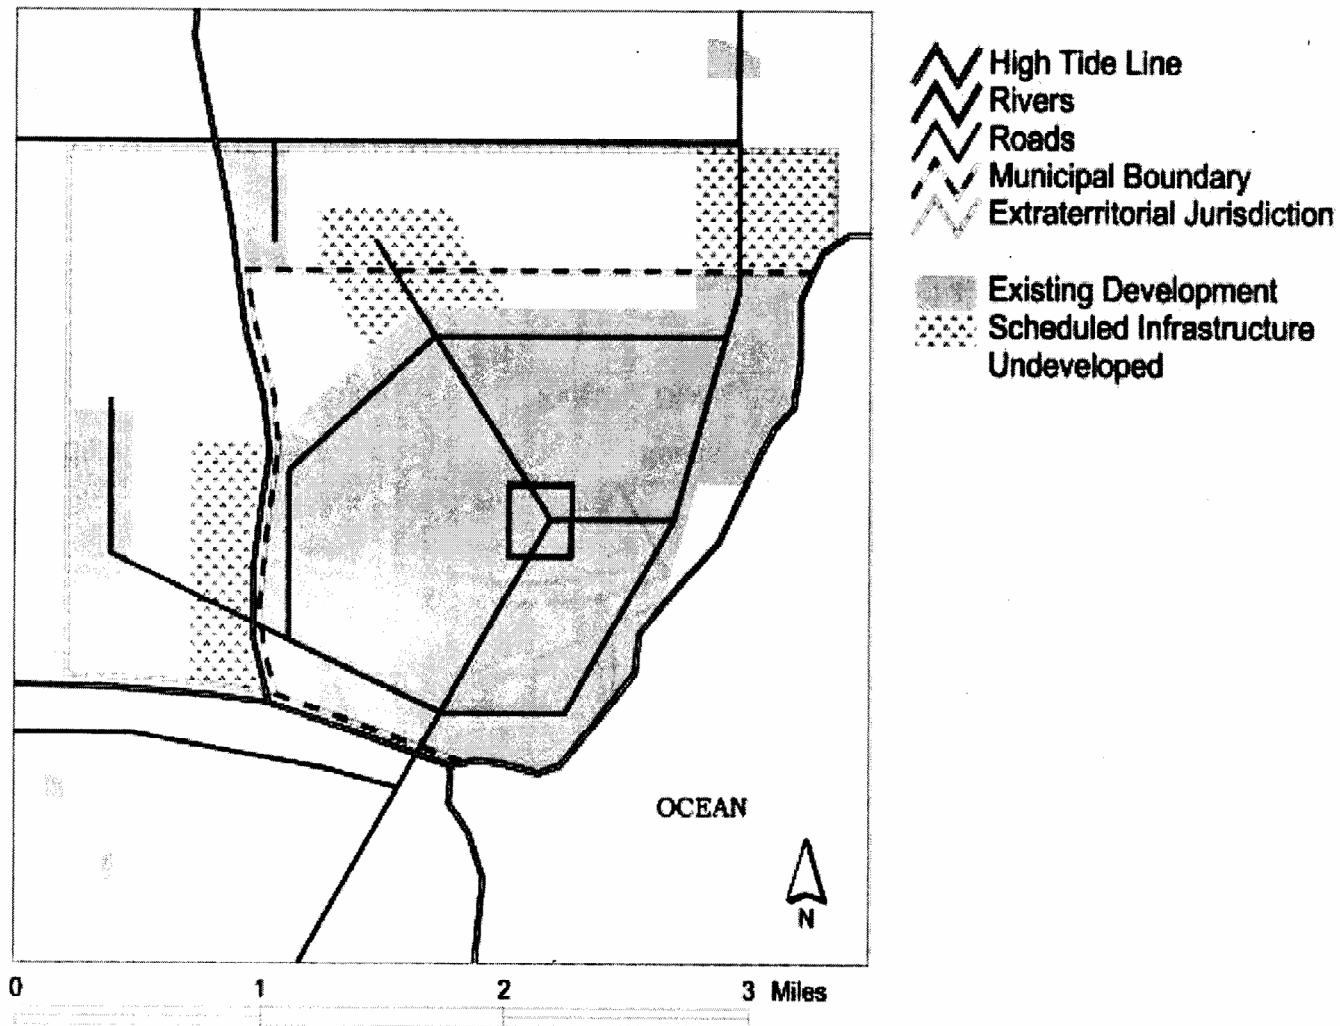 High Tide Line
Rivers
Roads
Municipal Boundary
Extraterritorial Jurisdiction
Existing Development
Scheduled Infrastructure
Undeveloped
OCEAN
N
0 1 2 3 Miles